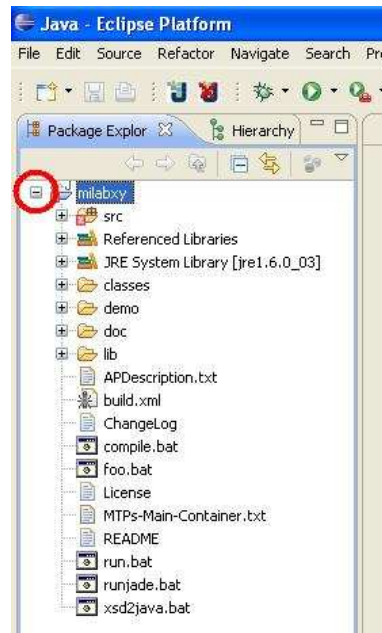 Java - Eclipse Platform
File Edit Source Refactor Navigate Search
Package Explor Hierarchy
milabxy
src
Referenced Libraries
JRE System Library [jre1.6.0_03]
classes
demo
doc
lib
APDescription.txt
build.xml
ChangeLog
compile.bat
foo.bat
License
MTPs-Main-Container.txt
README
run.bat
runjade.bat
xsd2java.bat